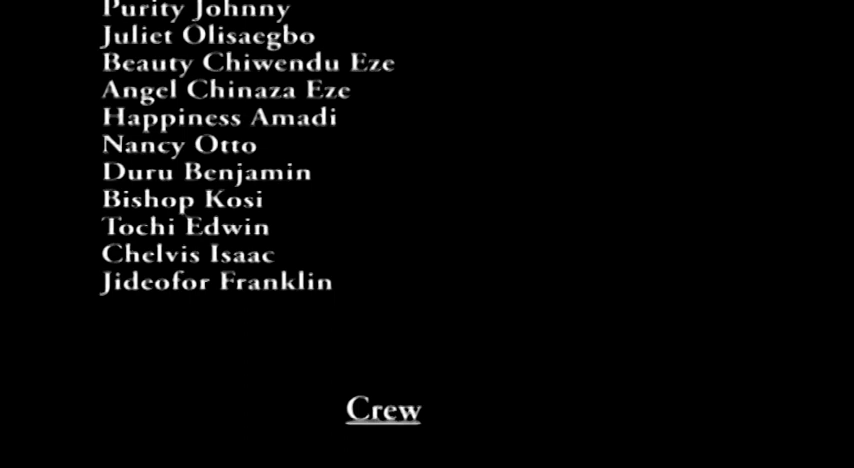 Purity Johnny
Juliet Olisaegbo
Beauty Chiwendu Eze
Angel Chinaza Eze
Happiness Amadi
Nancy Otto
Duru Benjamin
Bishop Kosi
Tochi Edwin
Chelvis Isaac
Jideofor Franklin
Crew